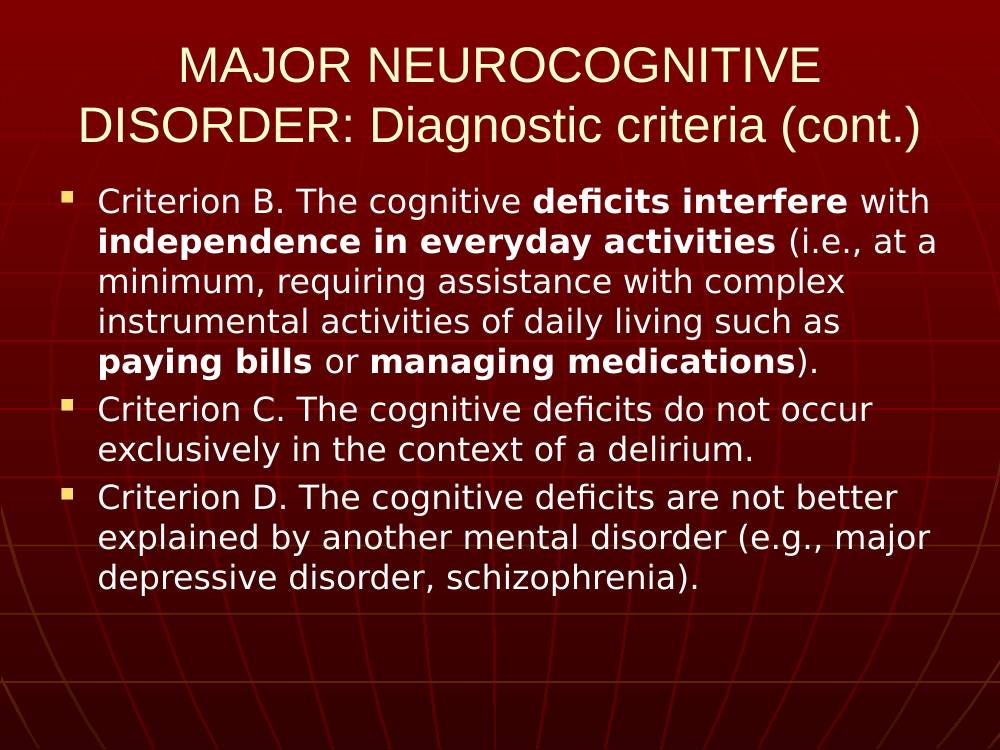 MAJOR NEUROCOGNITIVE
DISORDER: Diagnostic criteria (cont.)
Criterion B. The cognitive deficits interfere with
independence in everyday activities (i.e., at a
minimum, requiring assistance with complex
instrumental activities of daily living such as
paying bills or managing medications).
Criterion C. The cognitive deficits do not occur
exclusively in the context of a delirium.
Criterion D. The cognitive deficits are not better
explained by another mental disorder (e.g., major
depressive disorder, schizophrenia).